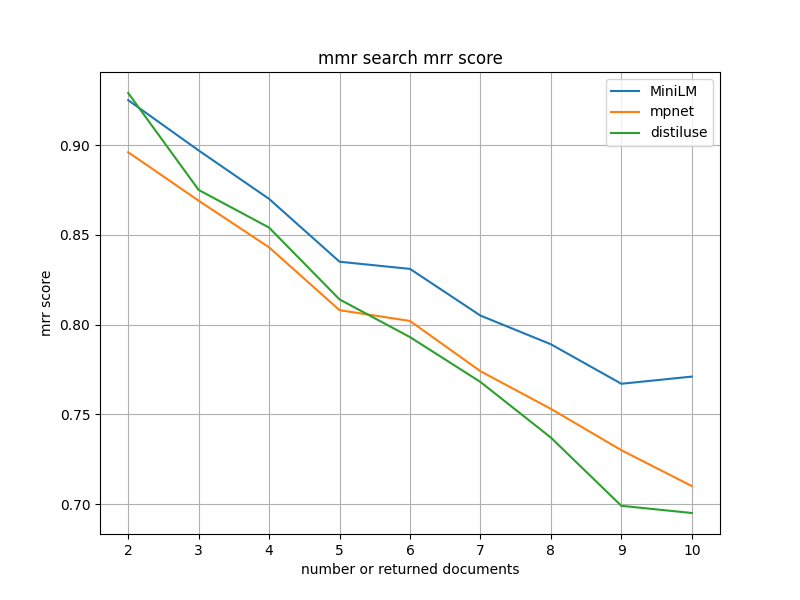 mmr search mrr score
MiniLM
mpnet
distiluse
0.90
0.85
0.80
0.75
0.70
mrr score
2 3 4 5 6 7 8 9 10
number or returned documents